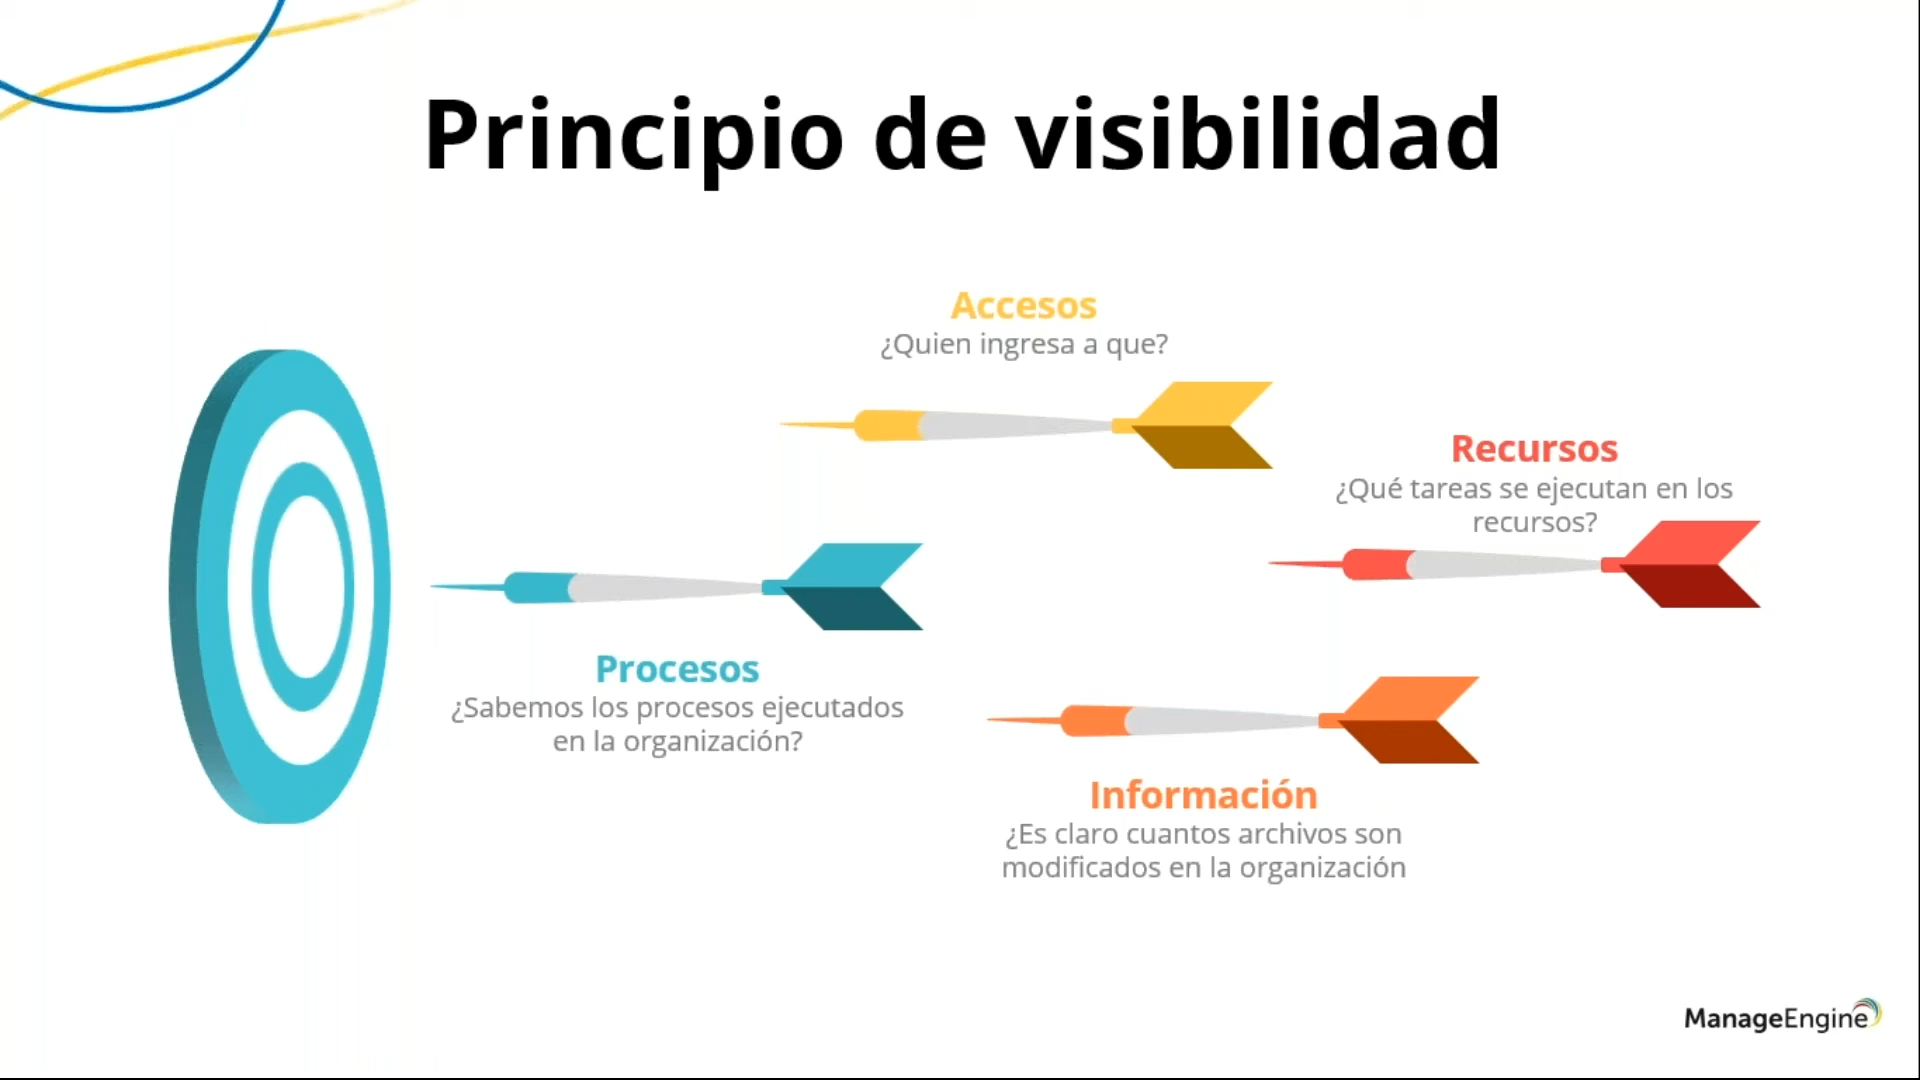 Principio de visibilidad
Accesos
¿Quien ingresa a que?
Recursos
¿Qué tareas se ejecutan en los
recursos?
Procesos
¿Sabemos los procesos ejecutados
en la organización?
Información
¿Es claro cuantos archivos son
modificados en la organización
ManageEngine